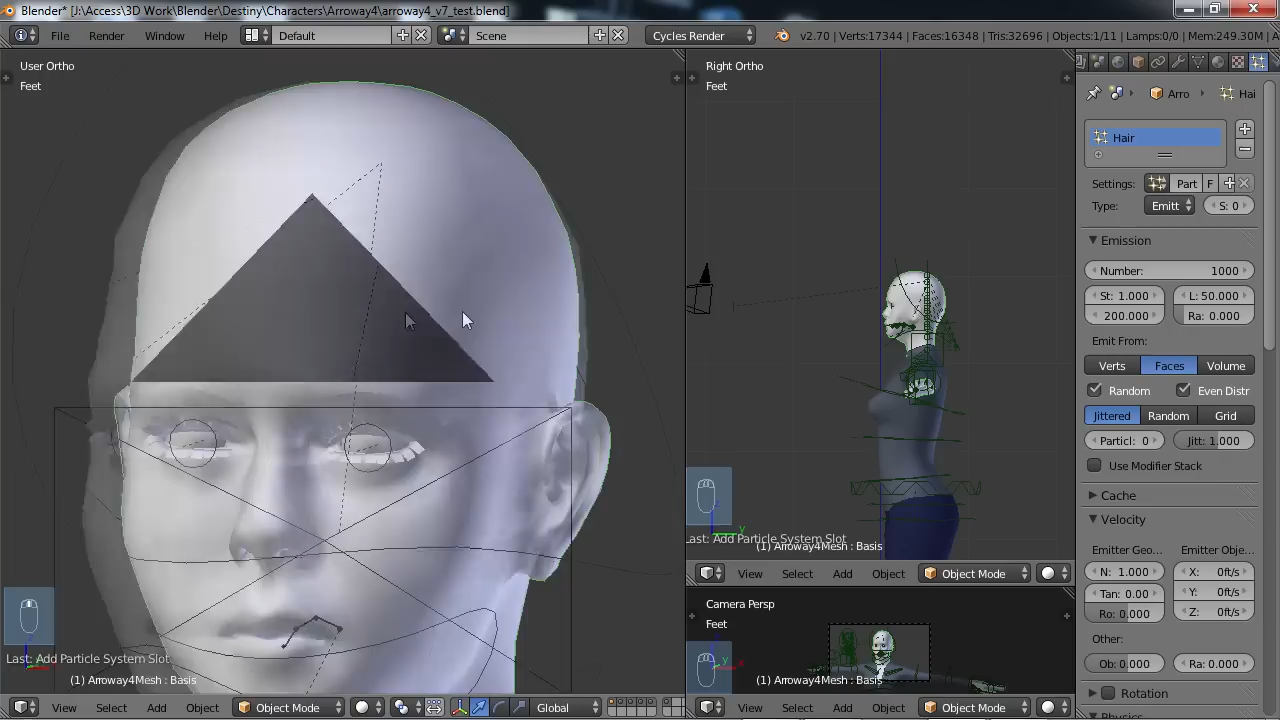 Blender* [J:\Access\3D Work\Blender\Destiny\Characters\Arroway4\arroway4_v7_test.blend]
File Render Window Help Default Scene Cycles Render v2.70 | Verts:17344 | Faces:16348 | Tris:32696 | Objects:1/11 | Lamps:0/0 | Mem:249.30M | A
User Ortho
Feet
Last: Add Particle System Slot
(1) Arroway4Mesh : Basis
View Select Add Object Object Mode Global
Right Ortho
Feet
Last: Add Particle System Slot
(1) Arroway4Mesh : Basis
View Select Add Object Object Mode
Camera Persp
Feet
(1) Arroway4Mesh : Basis
View Select Add Object Object Mode
Arro Hai
Hair
Settings: Part F
Type: Emitt S: 0
Emission
Number: 1000
St: 1.000 L: 50.000
200.000 Ra: 0.000
Emit From:
Verts Faces Volume
Random Even Distr
Jittered Random Grid
Particl: 0 Jitt: 1.000
Use Modifier Stack
Cache
Velocity
Emitter Geo... Emitter Obje...
N: 1.000 X: 0ft/s
Tan: 0.00 Y: 0ft/s
Ro: 0.000 Z: 0ft/s
Other:
Ob: 0.000 Ra: 0.000
Rotation
Physics